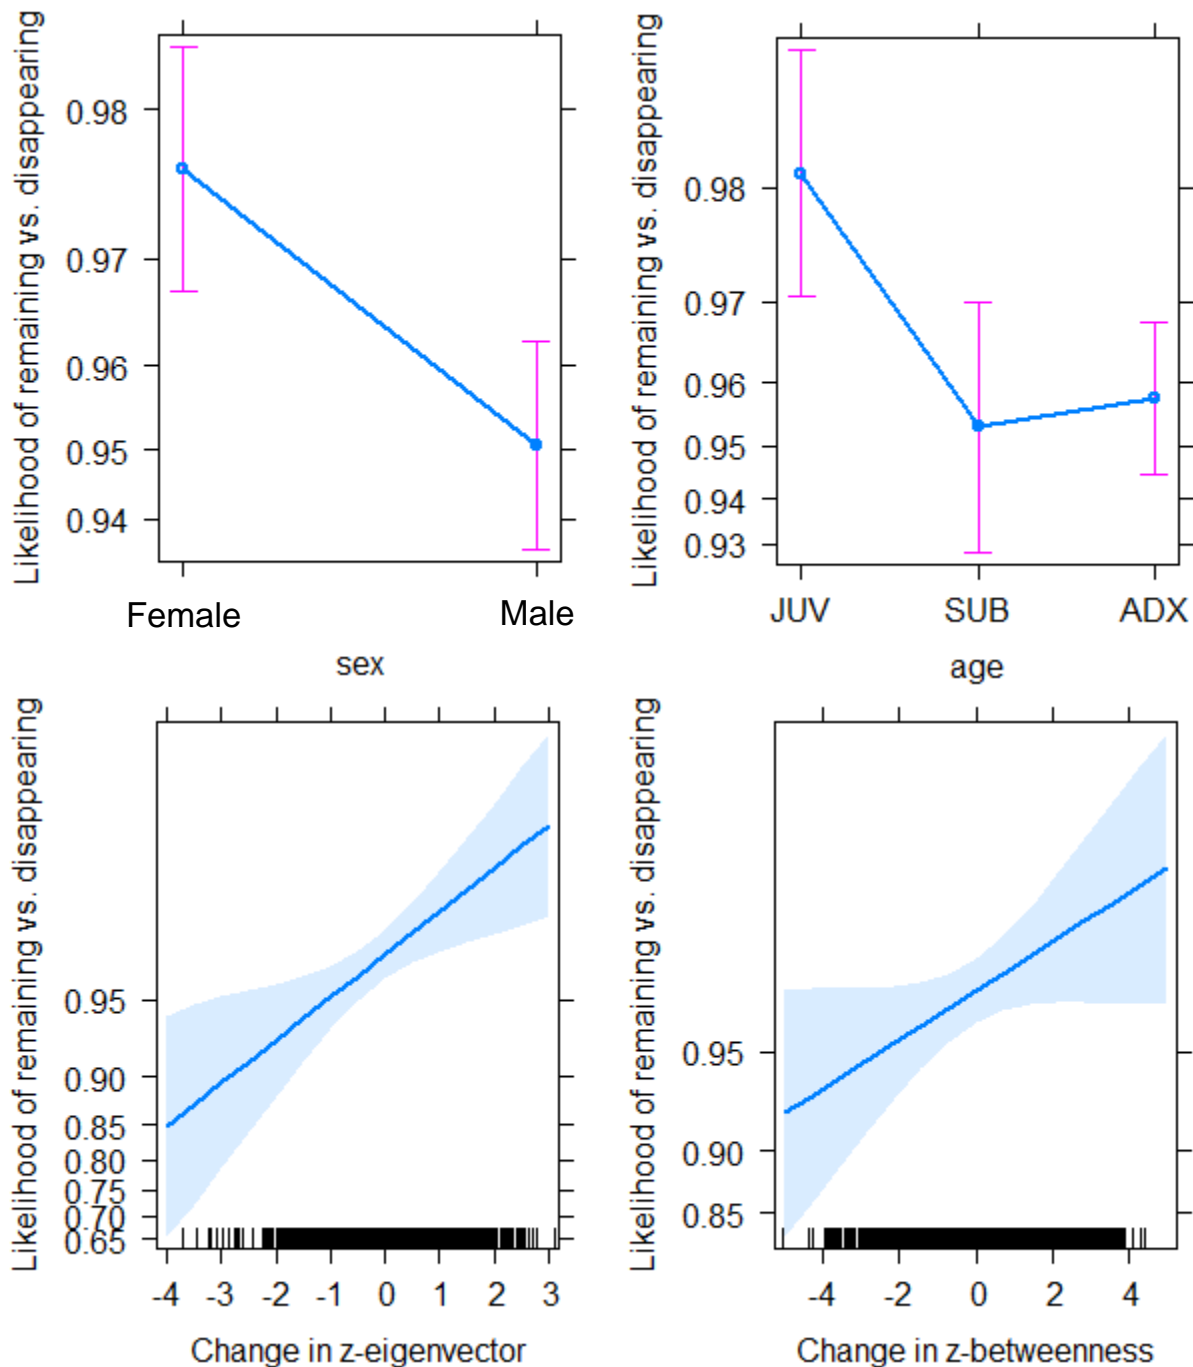 Likelihood of remaining vs. disappearing
0.98
0.97
0.96
0.95
0.94
Female
Male
sex
Likelihood of remaining vs. disappearing
0.98
0.97
0.96
0.95
0.94
0.93
JUV
SUB
ADX
age
Likelihood of remaining vs. disappearing
0.95
0.90
0.85
0.80
0.75
0.70
0.65
-4 -3 -2 -1 0 1 2 3
Change in z-eigenvector
Likelihood of remaining vs. disappearing
0.95
0.90
0.85
-4 -2 0 2 4
Change in z-betweenness